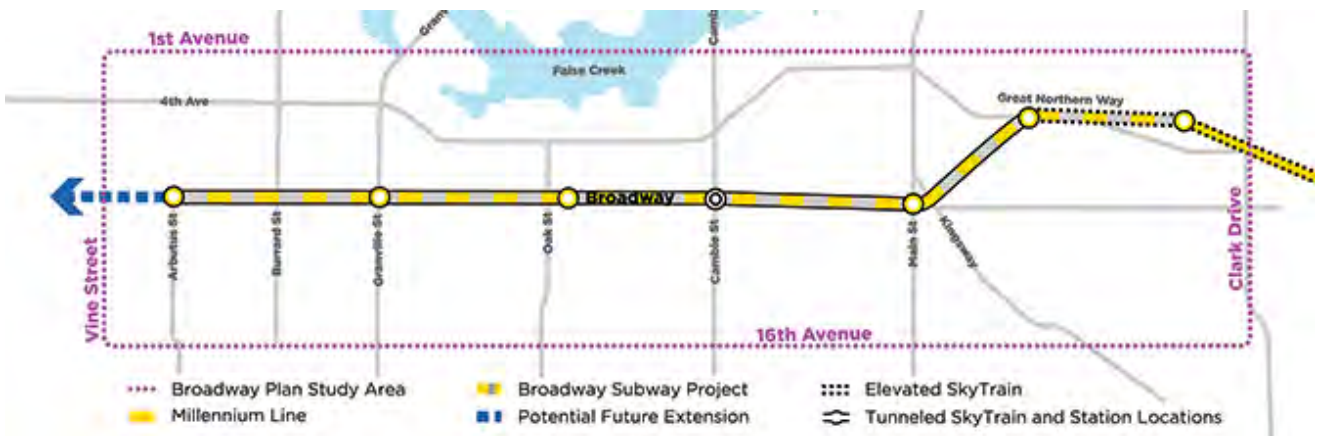 1st Avenue
Gran
Camb
False Creek
4th Ave
Great Northern Way
Broadway
Arbutus St
Burrard St
Granville St
Oak St
Cambie St
Main St
Kingsway
Vine Street
Clark Drive
16th Avenue
Broadway Plan Study Area
Broadway Subway Project
Elevated SkyTrain
Millennium Line
Potential Future Extension
Tunneled SkyTrain and Station Locations